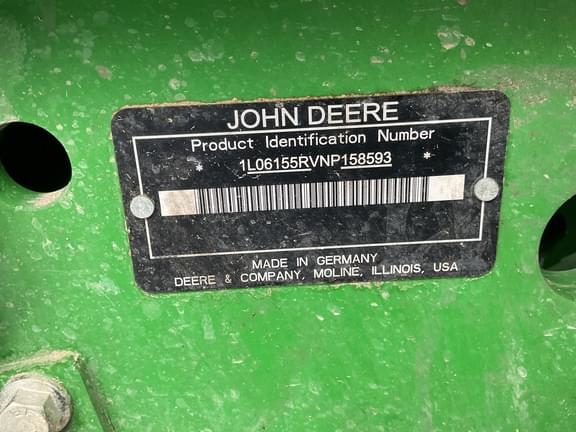 JOHN DEERE
Product Identification Number
* 1L06155RVNP158593 *
MADE IN GERMANY
DEERE & COMPANY, MOLINE, ILLINOIS, USA